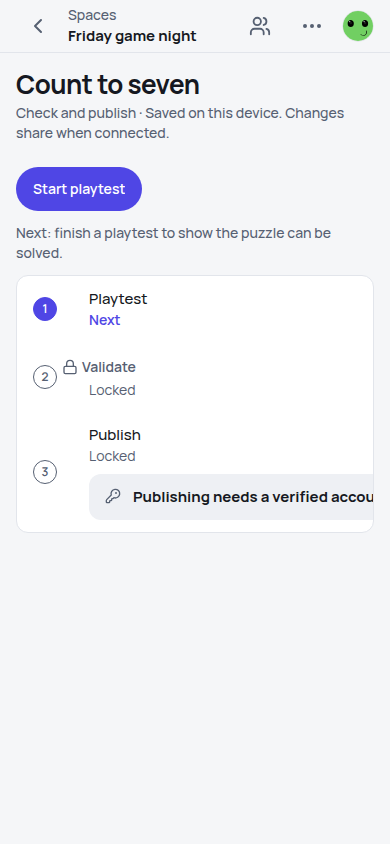 Spaces
Friday game night
Count to seven
Check and publish · Saved on this device. Changes
share when connected.
Start playtest
Next: finish a playtest to show the puzzle can be
solved.
1
Playtest
Next
2
Validate
Locked
3
Publish
Locked
Publishing needs a verified accou